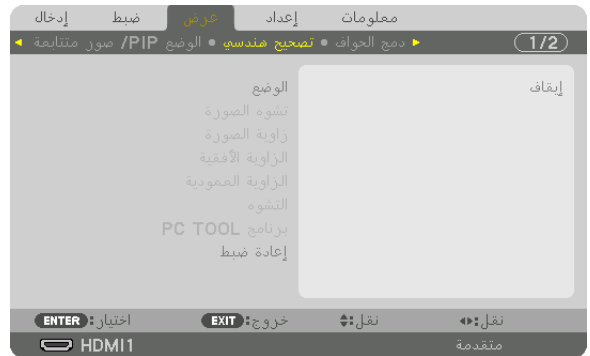 إدخال ضبط عرض إعداد معلومات
◄ صور متتابعة /PIP الوضع ● تصحيح هندسي ● دمج الحواف ► 1/2
الوضع إيقاف
تشوه الصورة
زاوية الصورة
الزاوية الأفقية
الزاوية العمودية
التشوه
برنامج PC TOOL
إعادة ضبط
ENTER: اختيار EXIT: خروج نقل: نقل:
HDMI1 متقدمة